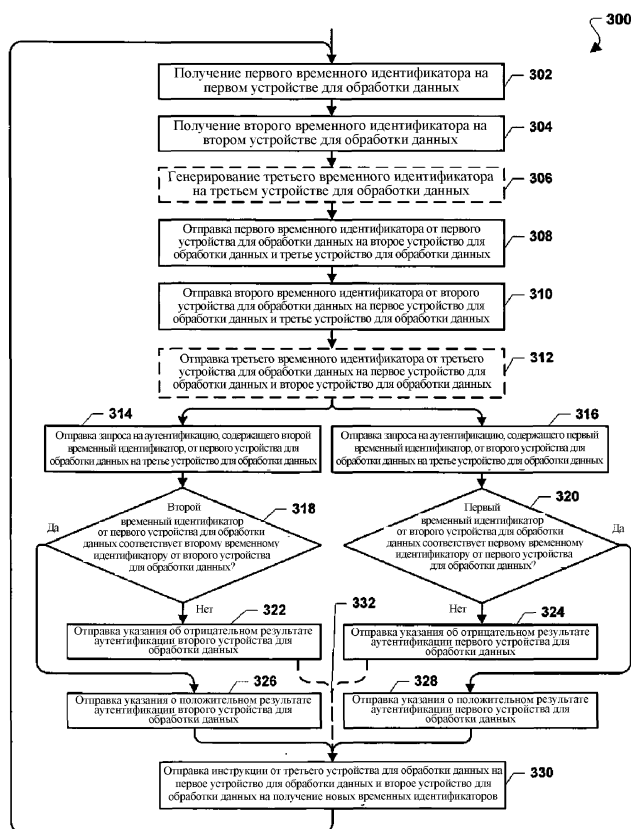 300
Получение первого временного идентификатора на
первом устройстве для обработки данных
302
Получение второго временного идентификатора на
втором устройстве для обработки данных
304
Генерирование третьего временного идентификатора
на третьем устройстве для обработки данных
306
Отправка первого временного идентификатора от первого
устройства для обработки данных на второе устройство для
обработки данных и третье устройство для обработки данных
308
Отправка второго временного идентификатора от второго
устройства для обработки данных на первое устройство для
обработки данных и третье устройство для обработки данных
310
Отправка третьего временного идентификатора от третьего
устройства для обработки данных на первое устройство для
обработки данных и второе устройство для обработки данных
312
314
Отправка запроса на аутентификацию, содержащего второй
временный идентификатор, от первого устройства для
обработки данных на третье устройство для обработки данных
316
Отправка запроса на аутентификацию, содержащего первый
временный идентификатор, от второго устройства для
обработки данных на третье устройство для обработки данных
Да
Второй
временный идентификатор
от первого устройства для обработки
данных соответствует второму временному
идентификатору от второго устройства
для обработки данных?
318
Первый
временный идентификатор
от второго устройства для обработки
данных соответствует первому временному
идентификатору от первого устройства
для обработки данных?
320
Да
Нет
322
332
Нет
324
Отправка указания об отрицательном результате
аутентификации второго устройства для
обработки данных
Отправка указания об отрицательном результате
аутентификации первого устройства для
обработки данных
326
328
Отправка указания о положительном результате
аутентификации второго устройства для
обработки данных
Отправка указания о положительном результате
аутентификации первого устройства для
обработки данных
Отправка инструкции от третьего устройства для обработки данных на
первое устройство для обработки данных и второе устройство для
обработки данных на получение новых временных идентификаторов
330